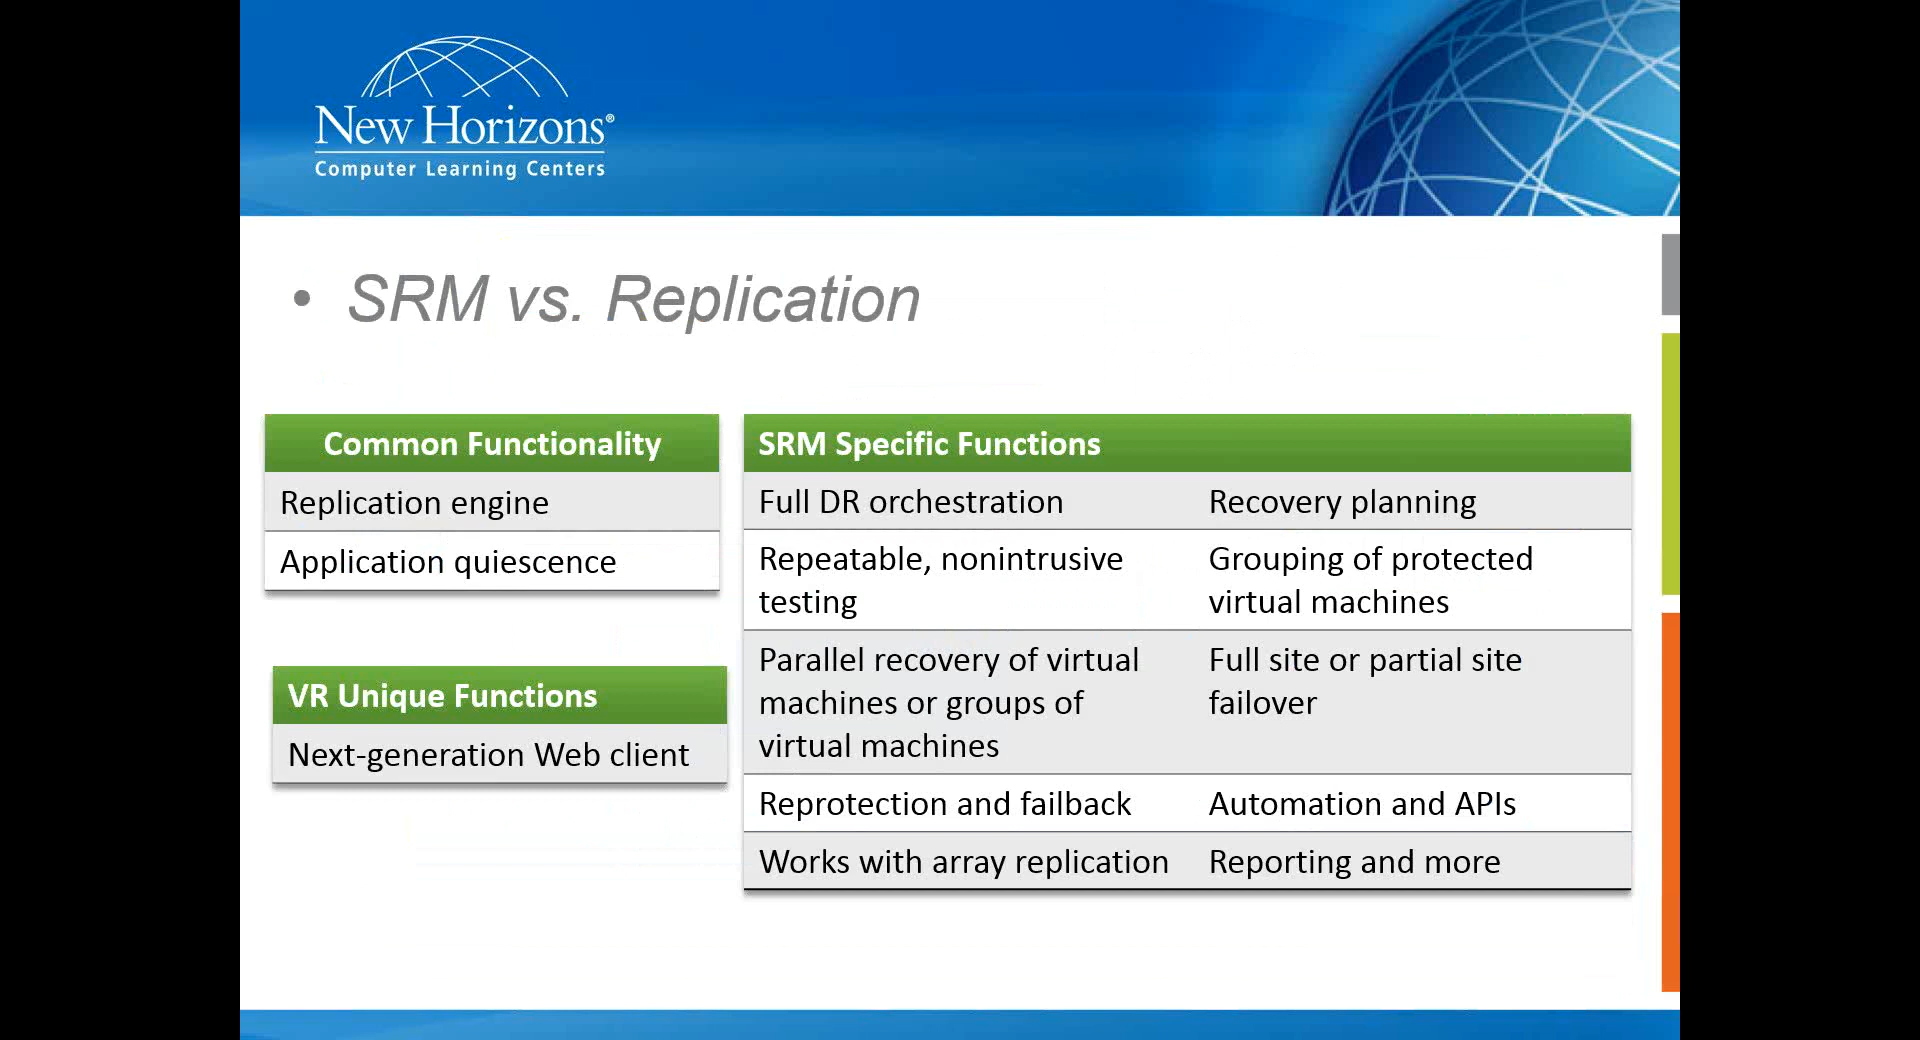 New Horizons®
Computer Learning Centers
• SRM vs. Replication
Common Functionality
Replication engine
Application quiescence
VR Unique Functions
Next-generation Web client
SRM Specific Functions
Full DR orchestration
Recovery planning
Repeatable, nonintrusive
testing
Grouping of protected
virtual machines
Parallel recovery of virtual
machines or groups of
virtual machines
Full site or partial site
failover
Reprotection and failback
Automation and APIs
Works with array replication
Reporting and more